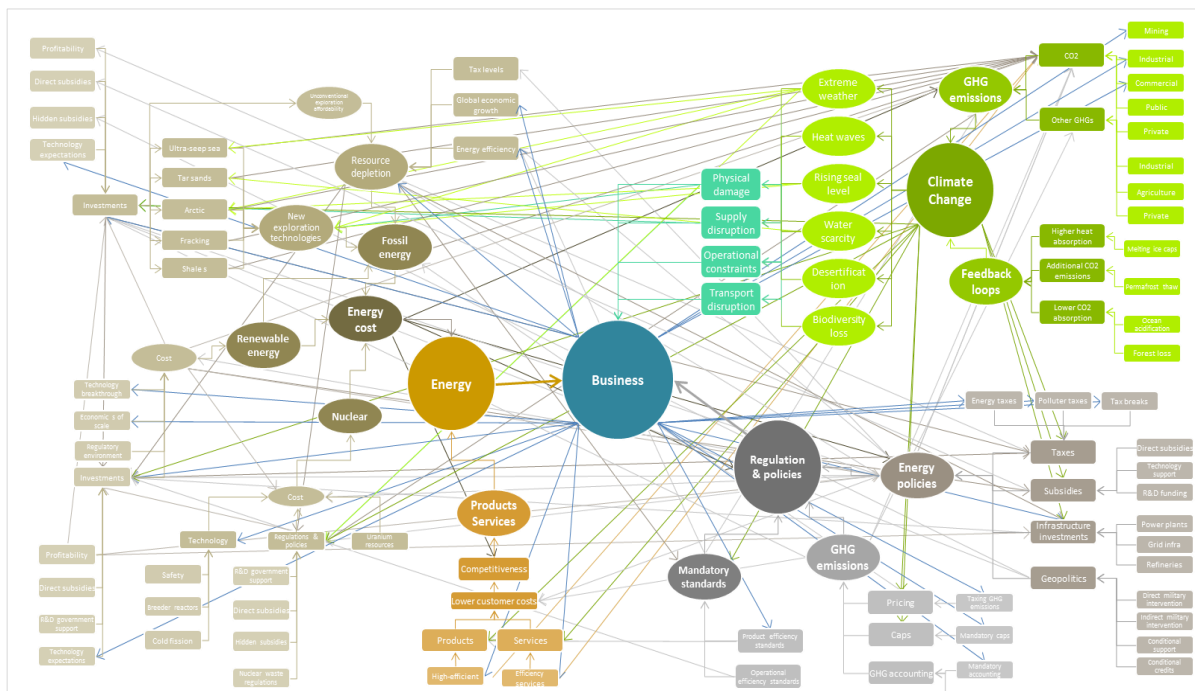 Profitability
Direct subsidies
Hidden subsidies
Technology
expectations
Investments
Unconventional
exploration
affordability
Ultra-seep sea
Tar sands
Arctic
Fracking
Shale s
Resource
depletion
New
exploration
technologies
Fossil
energy
Tax levels
Global economic
growth
Energy efficiency
Energy
cost
Renewable
energy
Cost
Nuclear
Energy
Business
Technology
breakthrough
Economic s of
scale
Regulatory
environment
Investments
Profitability
Direct subsidies
R&D government
support
Technology
expectations
Technology
Safety
Breeder reactors
Cold fission
Cost
Regulations &
policies
Uranium
resources
R&D government
support
Direct subsidies
Hidden subsidies
Nuclear waste
regulations
Products
Services
Competitiveness
Lower customer costs
Products
Services
High-efficient
Efficiency
services
Physical
damage
Supply
disruption
Operational
constraints
Transport
disruption
Extreme
weather
Heat waves
Rising seal
level
Water
scarcity
Desertificat
ion
Biodiversity
loss
GHG
emissions
Climate
Change
Feedback
loops
CO2
Other GHGs
Mining
Industrial
Commercial
Public
Private
Industrial
Agriculture
Private
Higher heat
absorption
Additional CO2
emissions
Lower CO2
absorption
Melting ice caps
Permafrost thew
Ocean
acidification
Forest loss
Regulation
& policies
Energy
policies
GHG
emissions
Mandatory
standards
Product efficiency
standards
Operational
efficiency standards
Energy taxes
Polluter taxes
Tax breaks
Taxes
Subsidies
Infrastructure
investments
Geopolitics
Direct subsidies
Technology
support
R&D funding
Power plants
Grid infra
Refineries
Direct military
intervention
Indirect military
intervention
Conditional
support
Conditional
credits
Pricing
Caps
GHG accounting
Taxing GHG
emissions
Mandatory caps
Mandatory
accounting